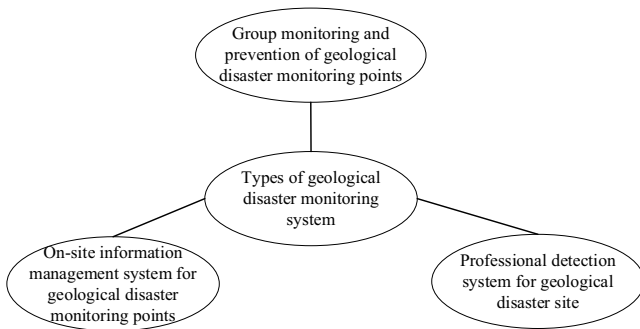 Group monitoring and
prevention of geological
disaster monitoring points
Types of geological
disaster monitoring
system
On-site information
management system for
geological disaster
monitoring points
Professional detection
system for geological
disaster site